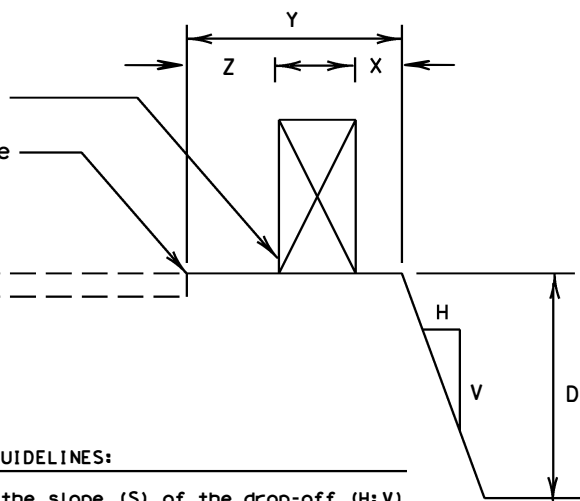 Y
Z X
e
H
V
D
UIDELINES:
the slope (S) of the drop-off (H:V)